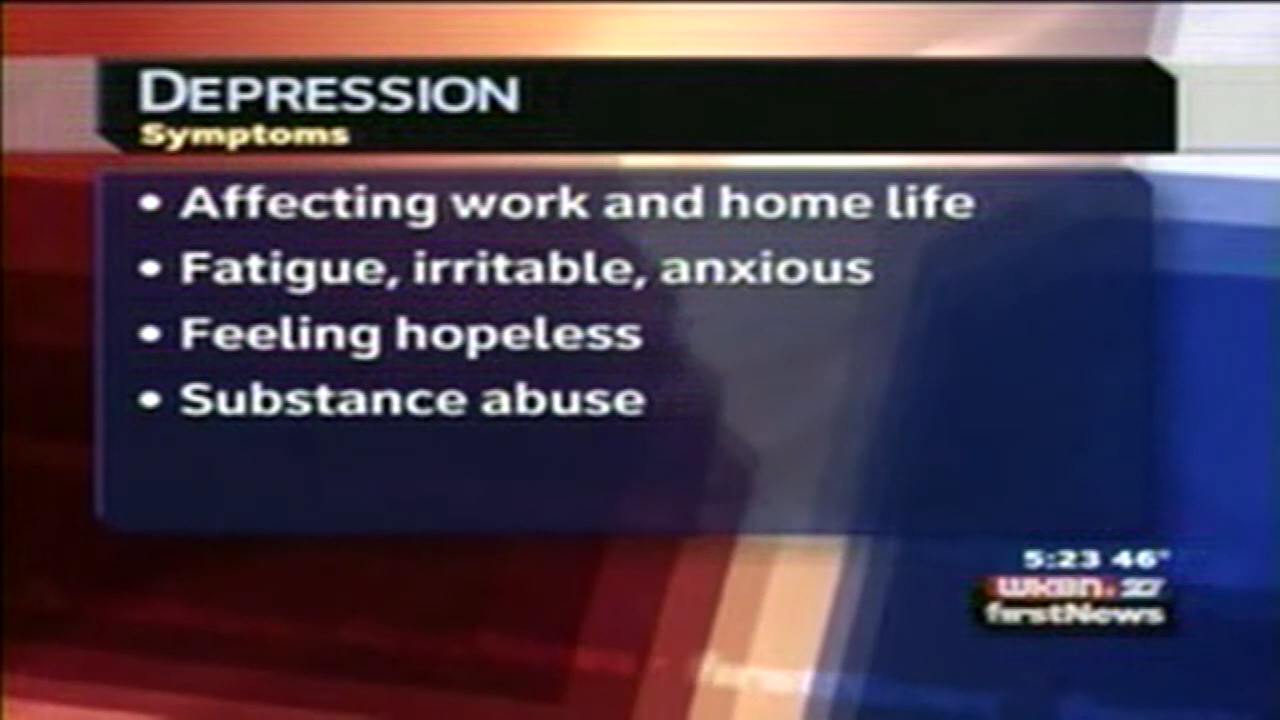 DEPRESSION
Symptoms
• Affecting work and home life
• Fatigue, irritable, anxious
• Feeling hopeless
• Substance abuse
5:23 46°
WKBN. 27
firstNews